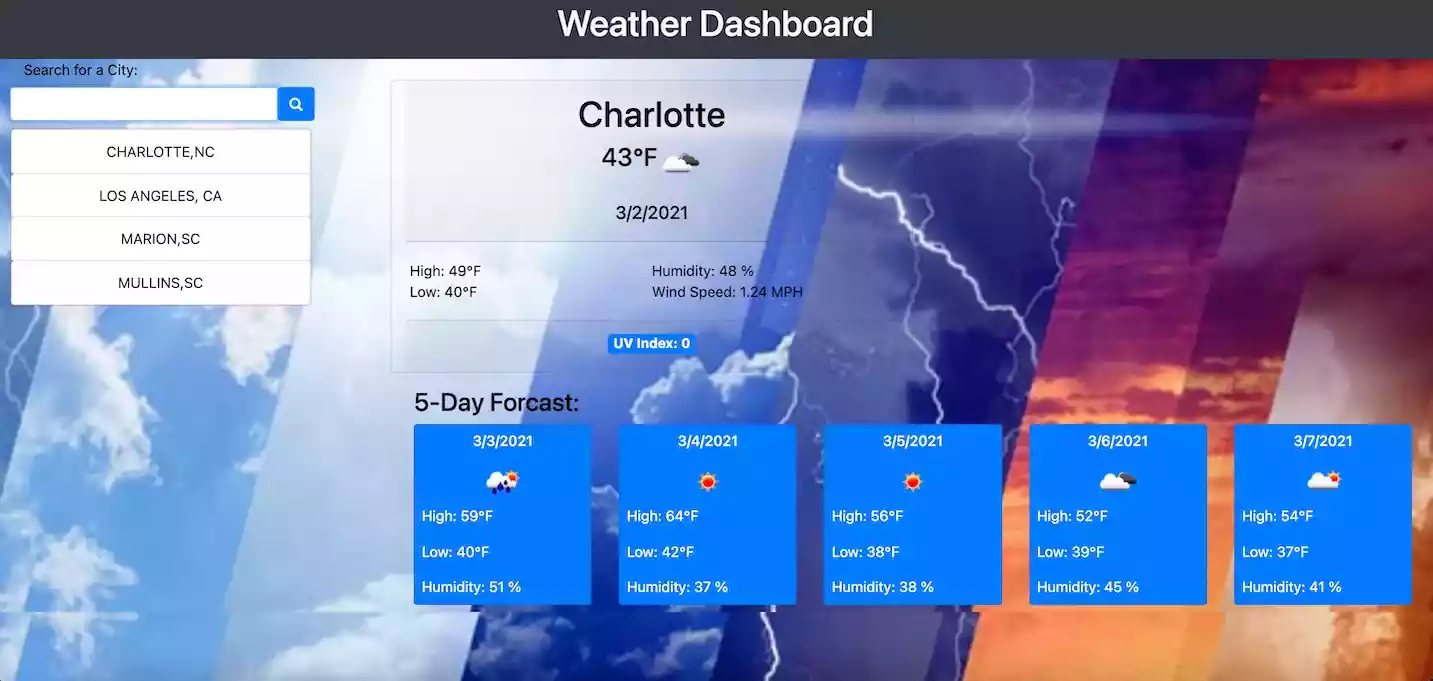 Weather Dashboard
Search for a City:
CHARLOTTE,NC
LOS ANGELES, CA
MARION,SC
MULLINS,SC
Charlotte
43°F
3/2/2021
High: 49°F
Low: 40°F
Humidity: 48 %
Wind Speed: 1.24 MPH
UV Index: 0
5-Day Forcast:
3/3/2021
High: 59°F
Low: 40°F
Humidity: 51 %
3/4/2021
High: 64°F
Low: 42°F
Humidity: 37 %
3/5/2021
High: 56°F
Low: 38°F
Humidity: 38 %
3/6/2021
High: 52°F
Low: 39°F
Humidity: 45 %
3/7/2021
High: 54°F
Low: 37°F
Humidity: 41 %